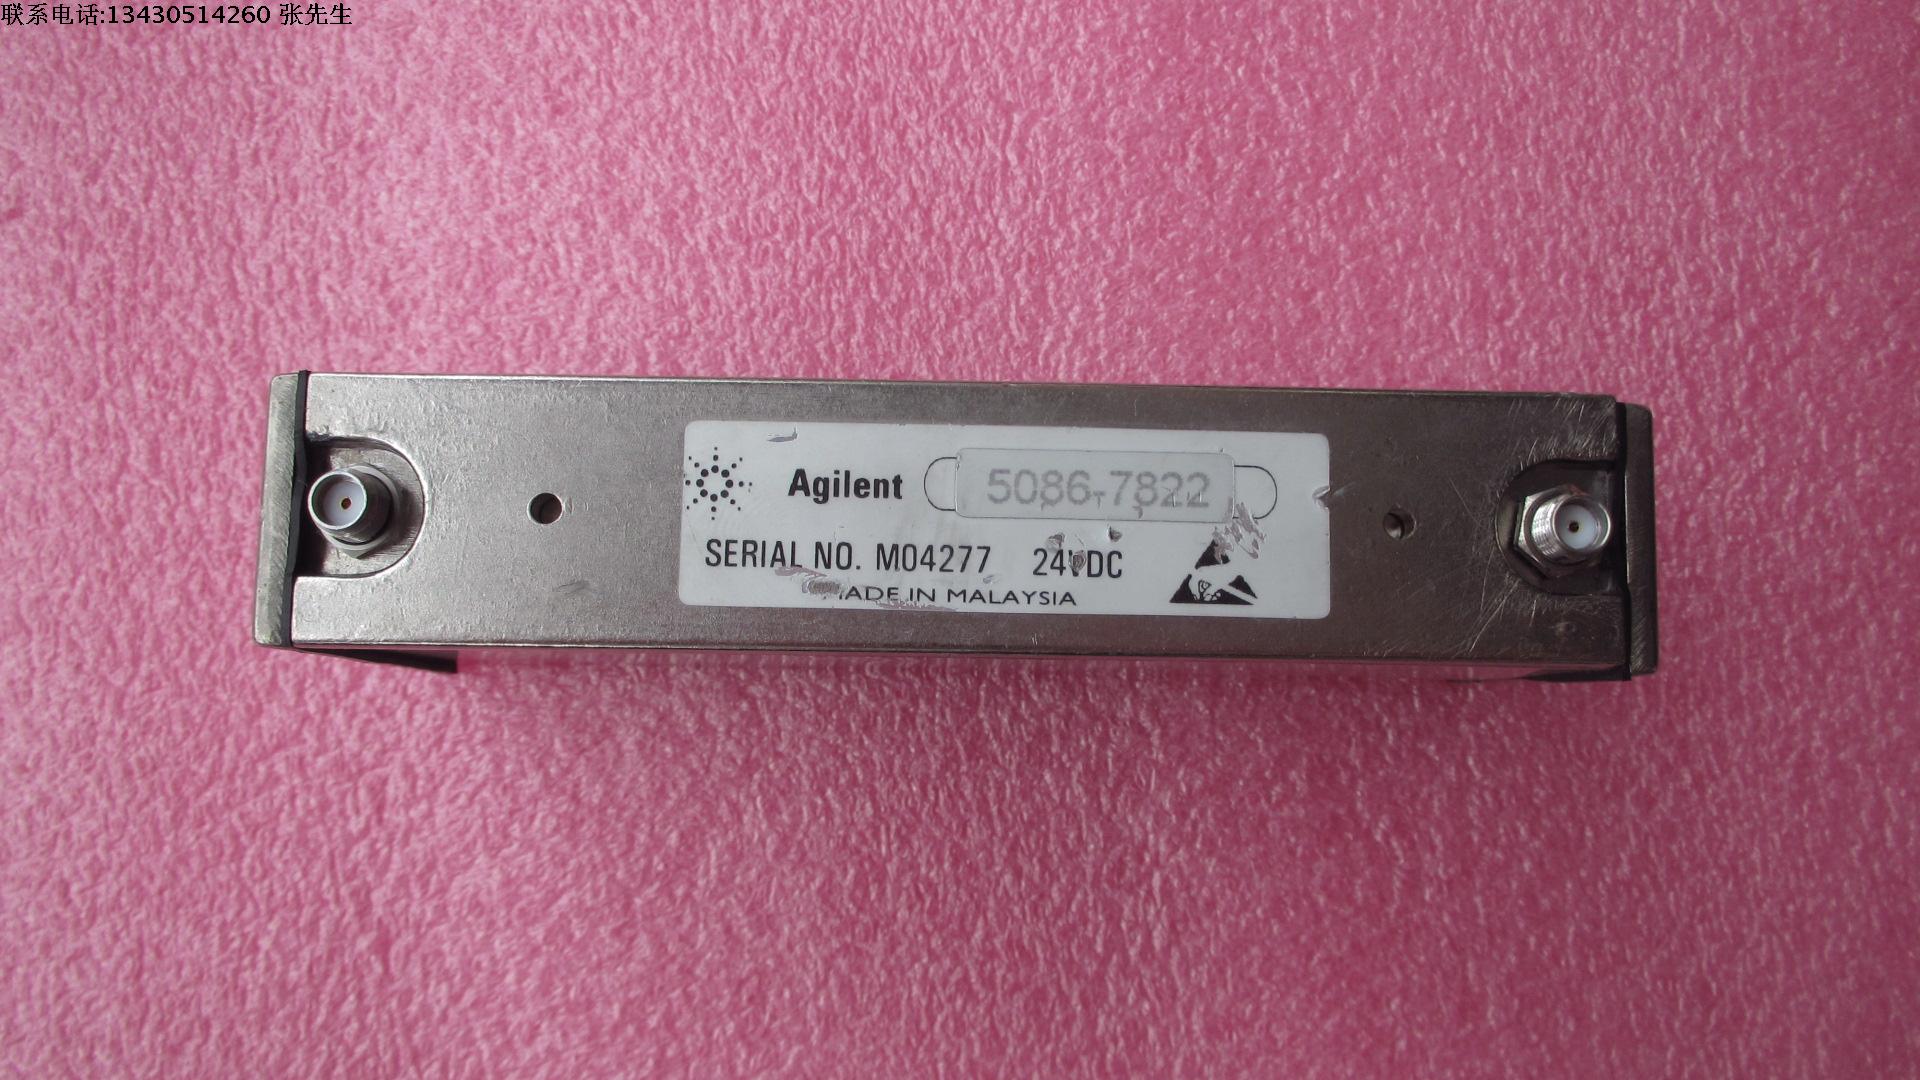 联系电话:13430514260 张先生
Agilent 5086-7822
SERIAL NO. M04277 24VDC
MADE IN MALAYSIA